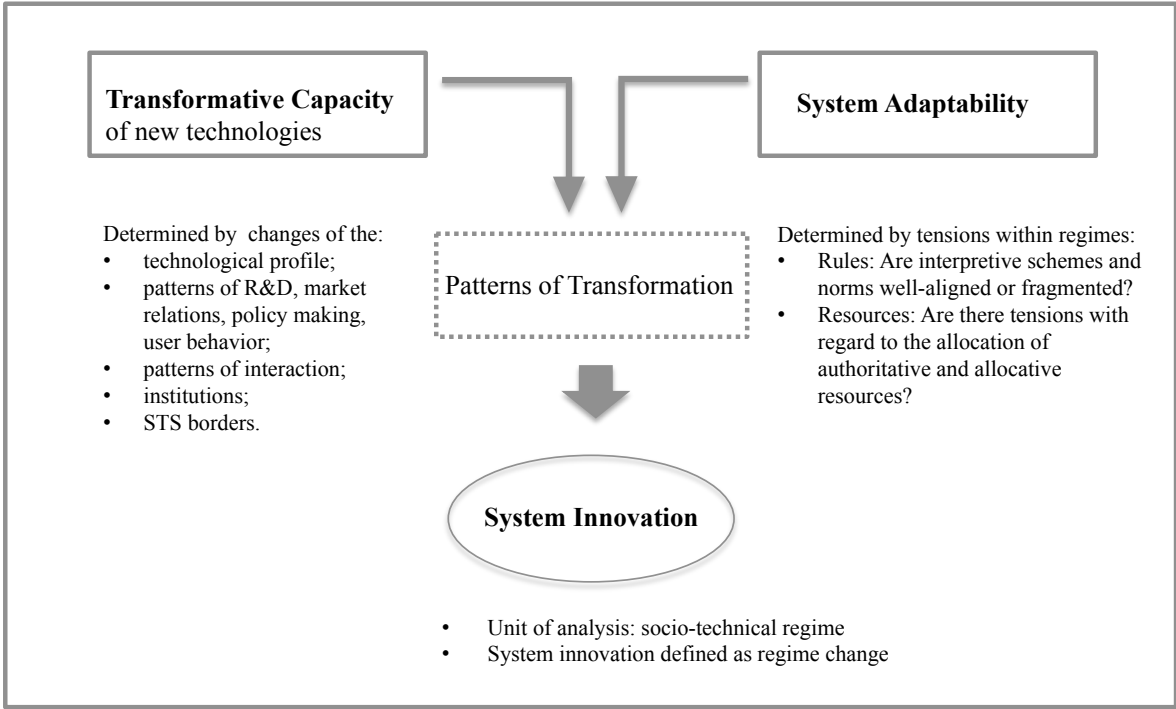 Transformative Capacity
of new technologies
System Adaptability
Determined by changes of the:
• technological profile;
• patterns of R&D, market
relations, policy making,
user behavior;
• patterns of interaction;
• institutions;
• STS borders.
Patterns of Transformation
Determined by tensions within regimes:
• Rules: Are interpretive schemes and
norms well-aligned or fragmented?
• Resources: Are there tensions with
regard to the allocation of
authoritative and allocative
resources?
System Innovation
• Unit of analysis: socio-technical regime
• System innovation defined as regime change